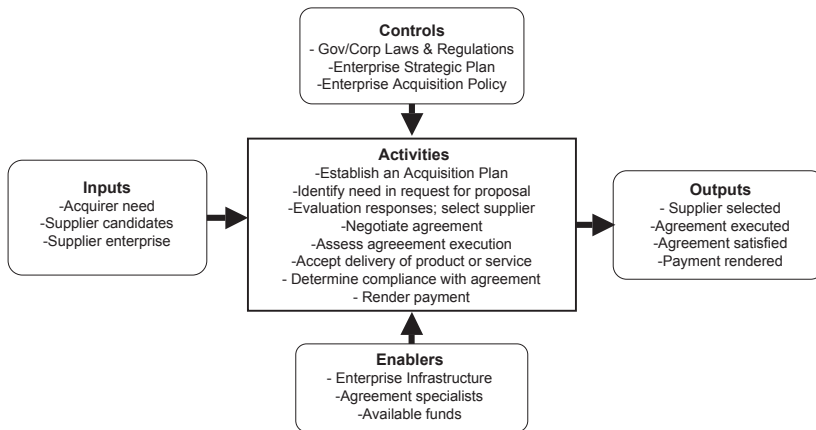 Controls
- Gov/Corp Laws & Regulations
-Enterprise Strategic Plan
-Enterprise Acquisition Policy
Inputs
-Acquirer need
-Supplier candidates
-Supplier enterprise
Activities
-Establish an Acquisition Plan
-Identify need in request for proposal
-Evaluation responses; select supplier
-Negotiate agreement
-Assess agreeement execution
-Accept delivery of product or service
- Determine compliance with agreement
- Render payment
Outputs
- Supplier selected
-Agreement executed
-Agreement satisfied
-Payment rendered
Enablers
- Enterprise Infrastructure
-Agreement specialists
-Available funds